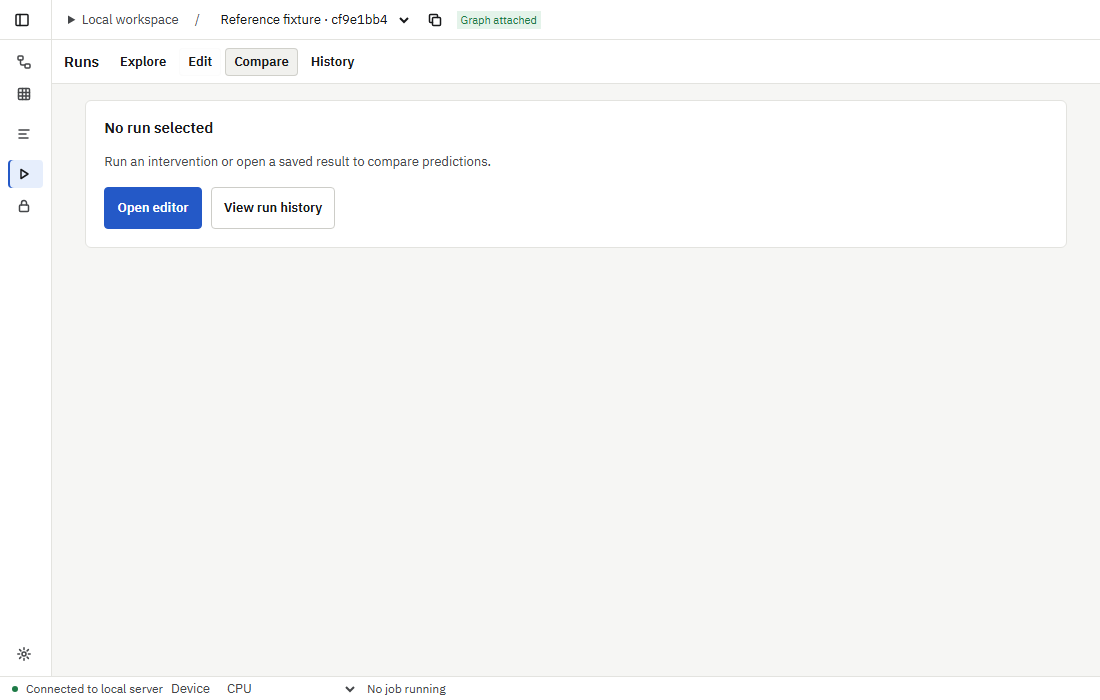 Local workspace / Reference fixture · cf9e1bb4 Graph attached
Runs Explore Edit Compare History
No run selected
Run an intervention or open a saved result to compare predictions.
Open editor View run history
Connected to local server Device CPU No job running